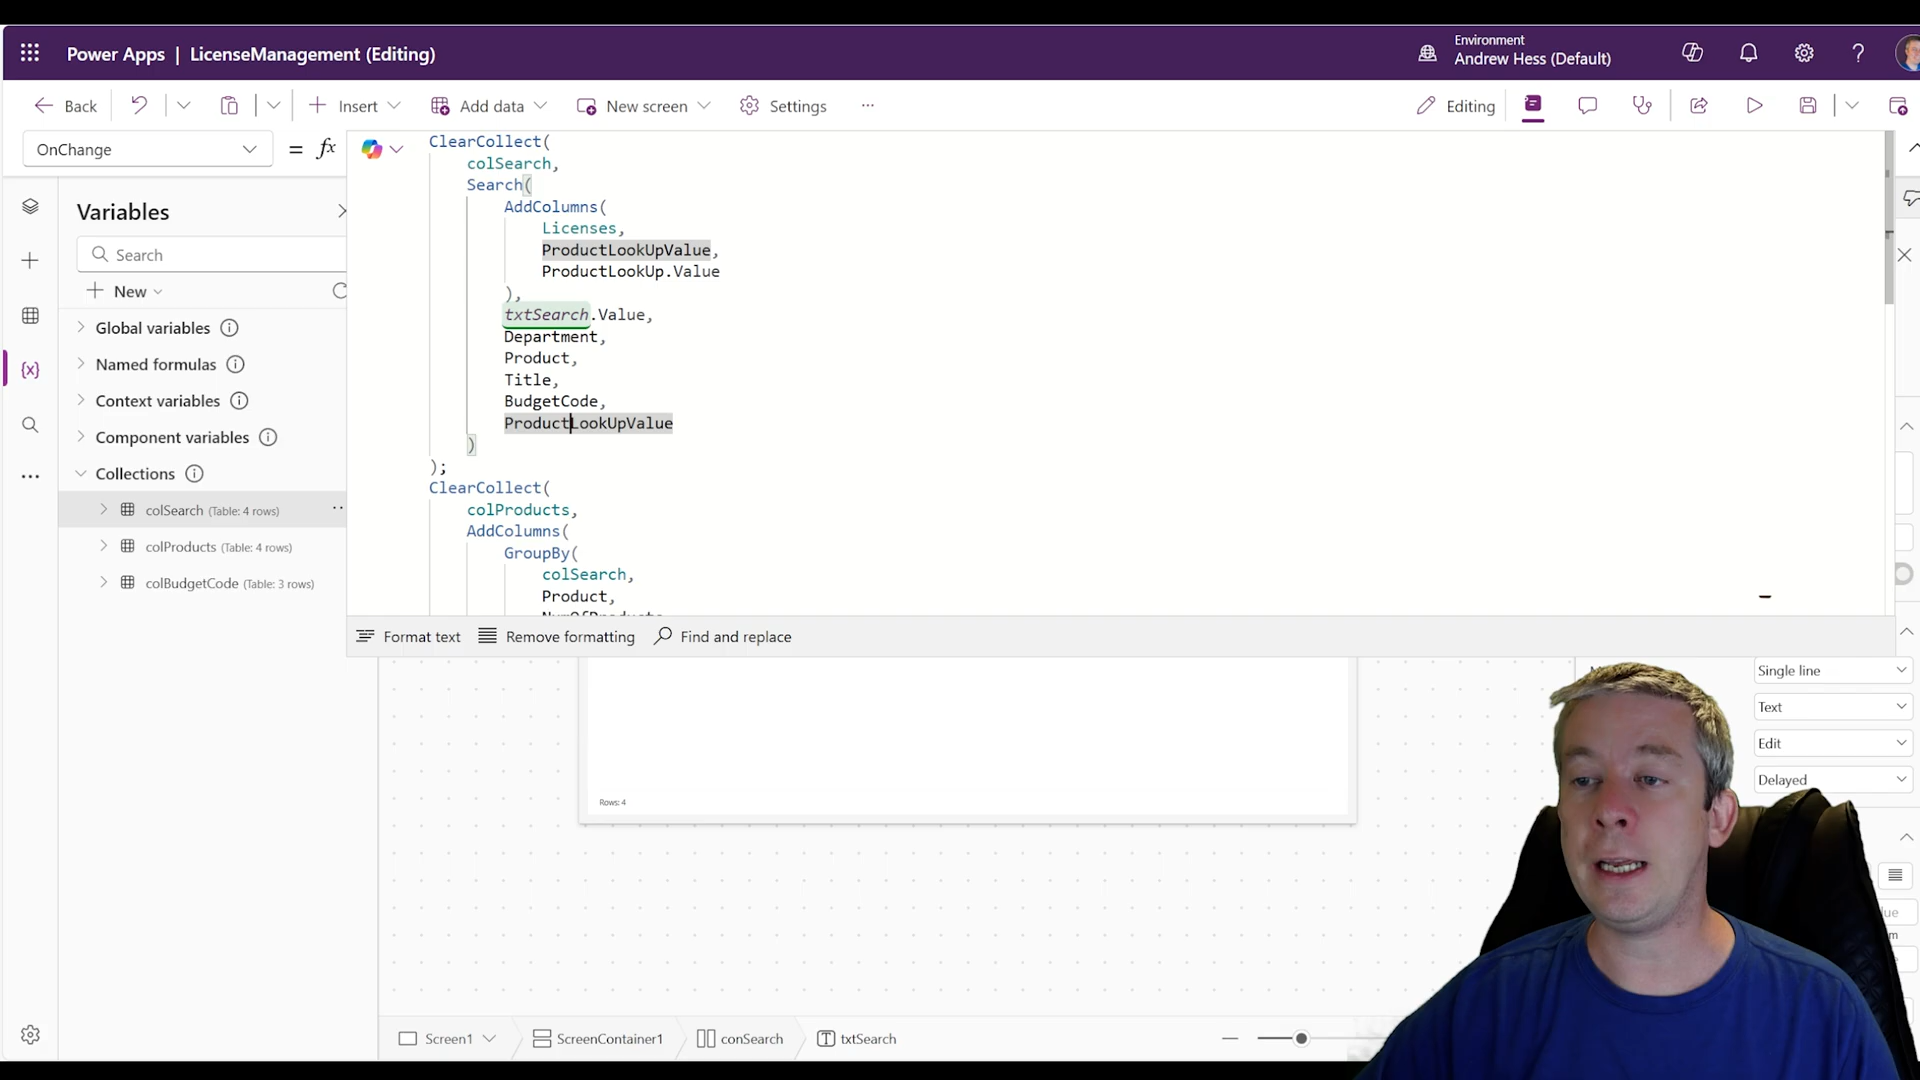 Power Apps | LicenseManagement (Editing)
Environment
Andrew Hess (Default)
Back
Insert
Add data
New screen
Settings
Editing
OnChange
= fx
ClearCollect(
colSearch,
Search(
AddColumns(
Licenses,
ProductLookUpValue,
ProductLookUp.Value
),
txtSearch.Value,
Department,
Product,
Title,
BudgetCode,
ProductLookUpValue
)
);
ClearCollect(
colProducts,
AddColumns(
GroupBy(
colSearch,
Product,
Variables
Search
New
Global variables
Named formulas
Context variables
Component variables
Collections
colSearch (Table: 4 rows)
colProducts (Table: 4 rows)
colBudgetCode (Table: 3 rows)
Format text
Remove formatting
Find and replace
Single line
Text
Edit
Delayed
Rows: 4
Screen1
ScreenContainer1
conSearch
txtSearch